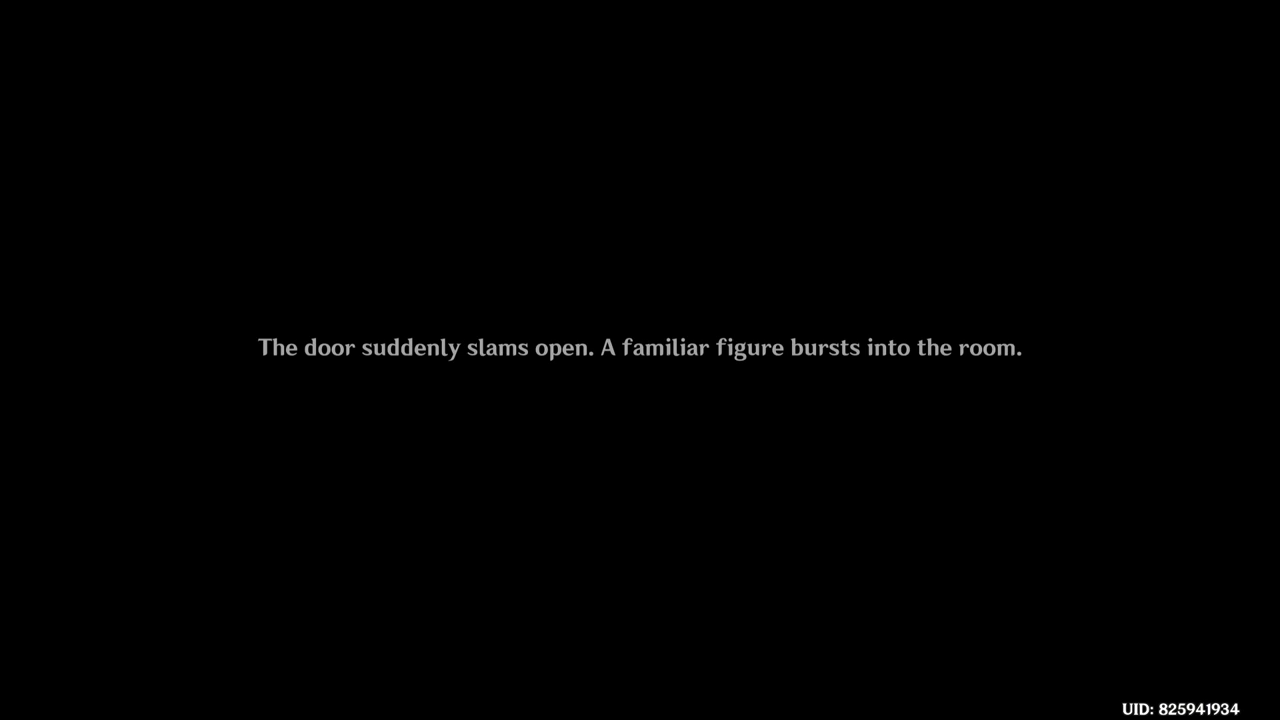 The door suddenly slams open. A familiar figure bursts into the room.
UID: 825941934